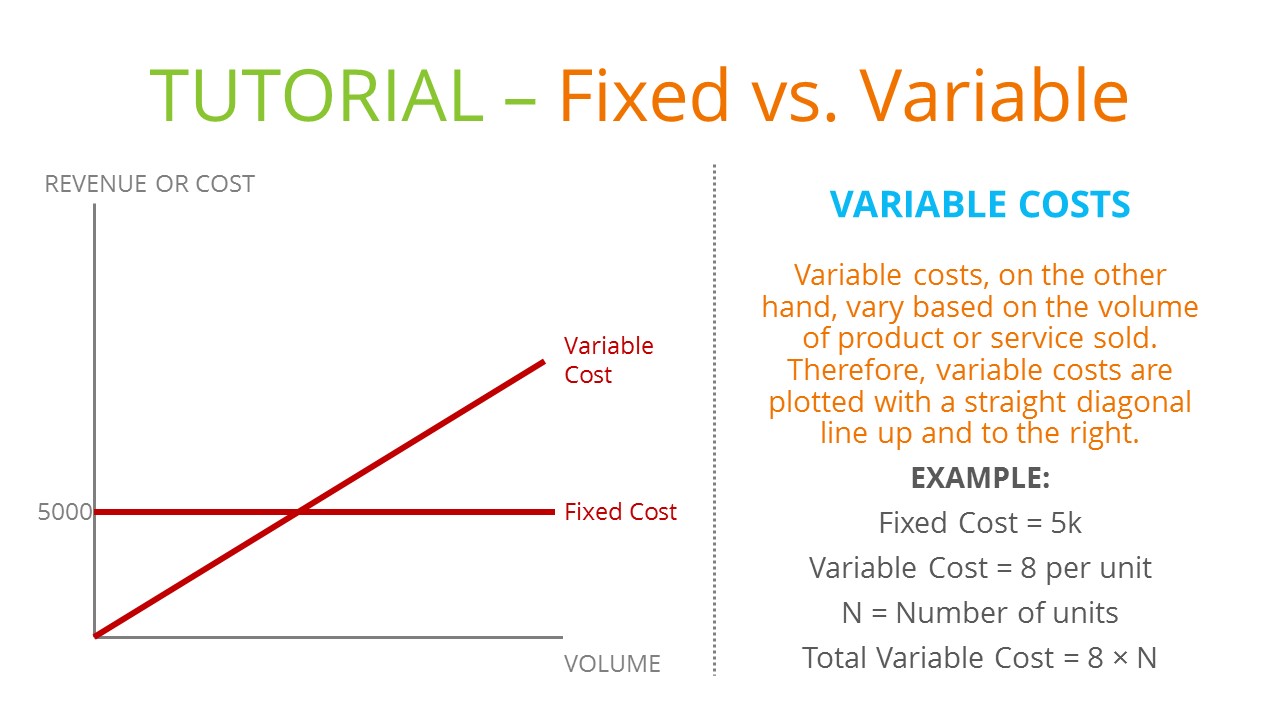 TUTORIAL – Fixed vs. Variable
REVENUE OR COST
Variable
Cost
5000
Fixed Cost
VOLUME
VARIABLE COSTS
Variable costs, on the other
hand, vary based on the volume
of product or service sold.
Therefore, variable costs are
plotted with a straight diagonal
line up and to the right.
EXAMPLE:
Fixed Cost = 5k
Variable Cost = 8 per unit
N = Number of units
Total Variable Cost = 8 × N